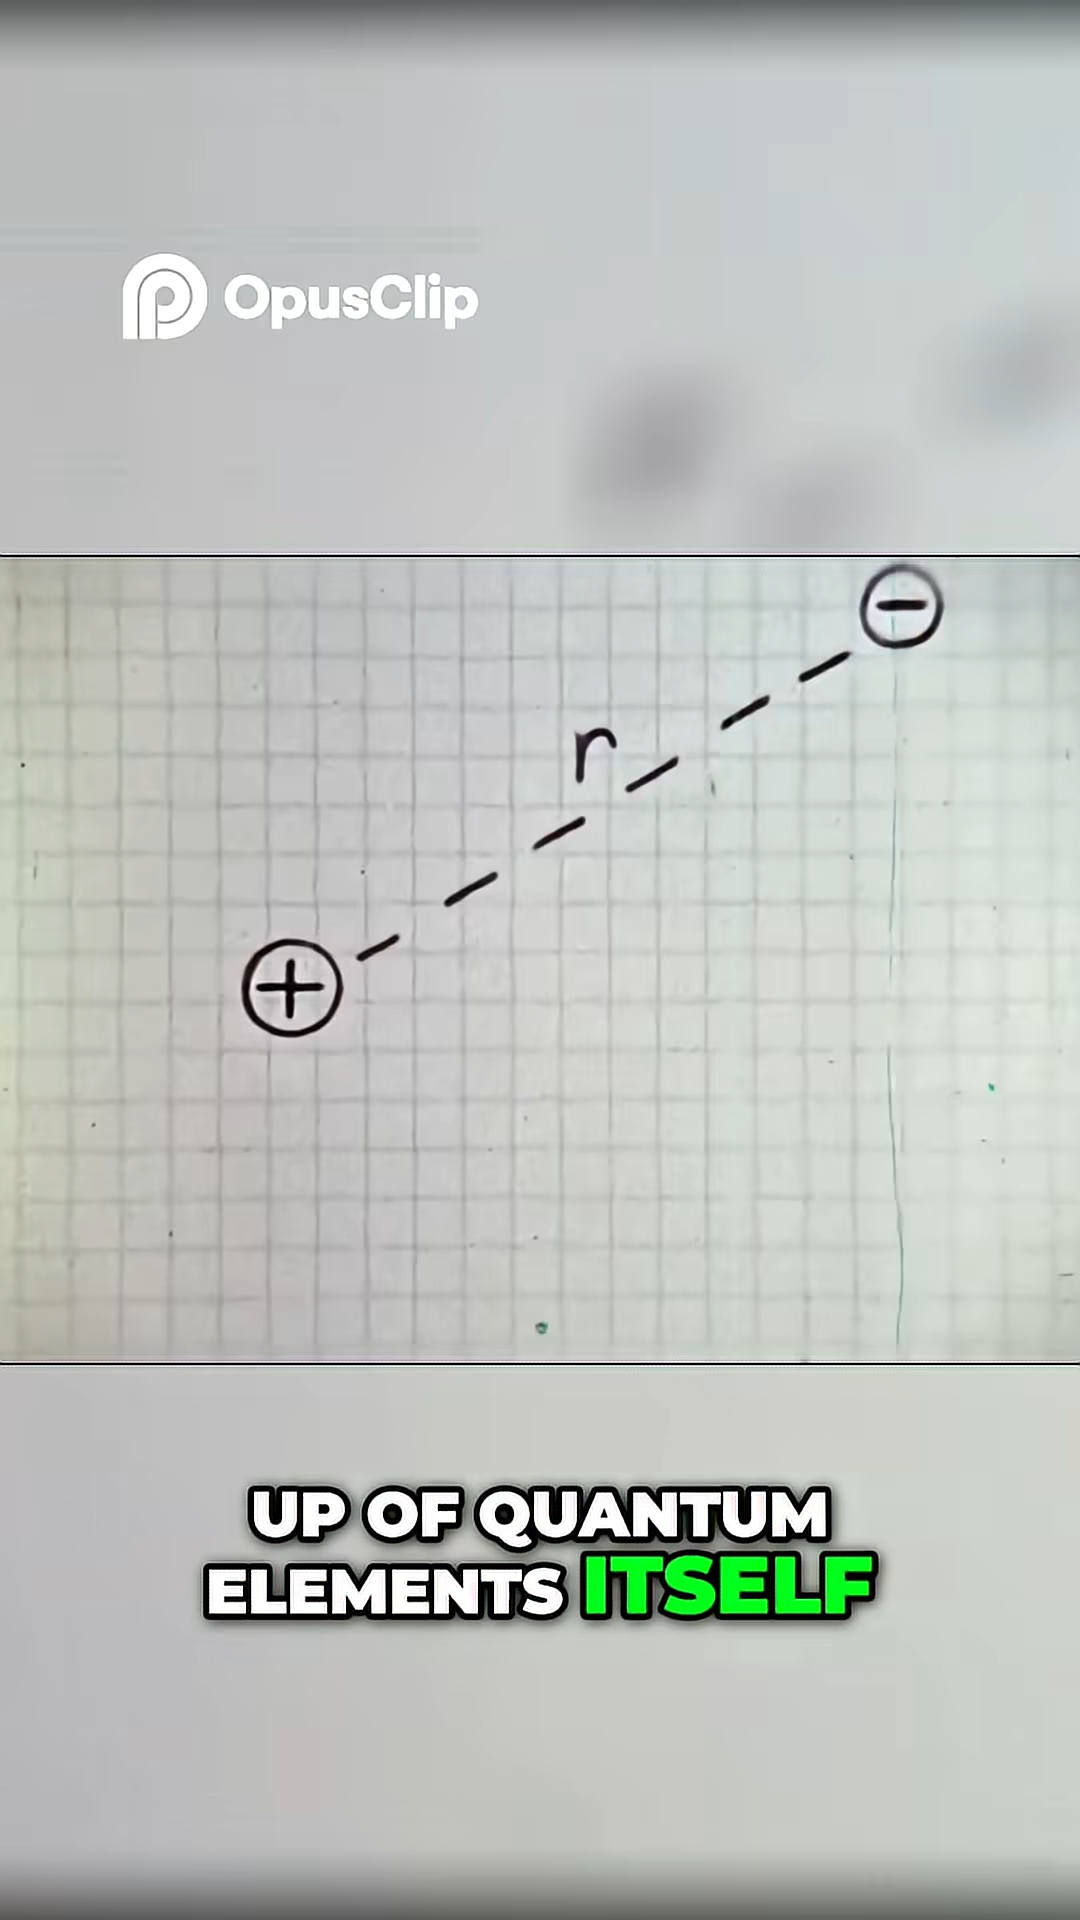 OpusClip
−
r
+
UP OF QUANTUM
ELEMENTS ITSELF